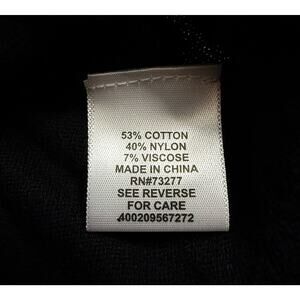 53% COTTON
40% NYLON
7% VISCOSE
MADE IN CHINA
RN#73277
SEE REVERSE
FOR CARE
400209567272